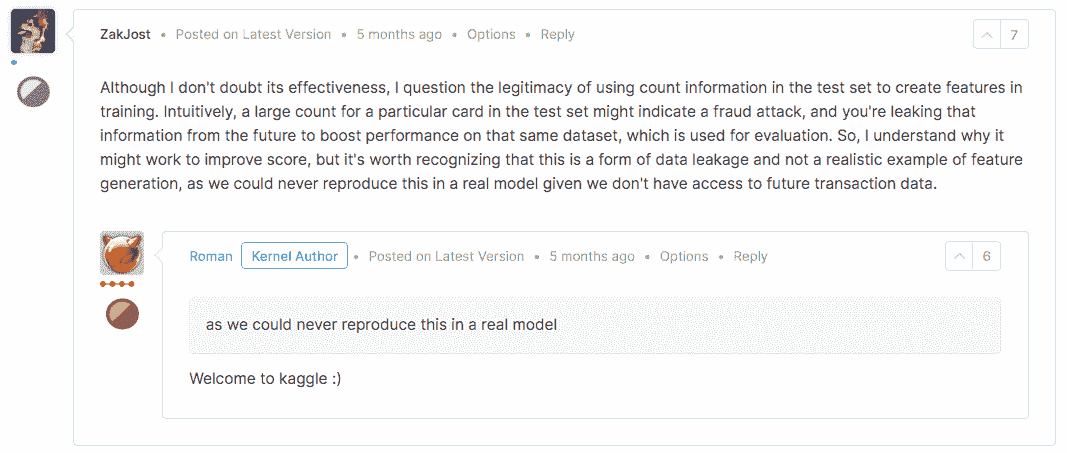 ZakJost • Posted on Latest Version • 5 months ago • Options • Reply
7
Although I don't doubt its effectiveness, I question the legitimacy of using count information in the test set to create features in
training. Intuitively, a large count for a particular card in the test set might indicate a fraud attack, and you're leaking that
information from the future to boost performance on that same dataset, which is used for evaluation. So, I understand why it
might work to improve score, but it's worth recognizing that this is a form of data leakage and not a realistic example of feature
generation, as we could never reproduce this in a real model given we don't have access to future transaction data.
Roman Kernel Author • Posted on Latest Version • 5 months ago • Options • Reply
6
as we could never reproduce this in a real model
Welcome to kaggle :)